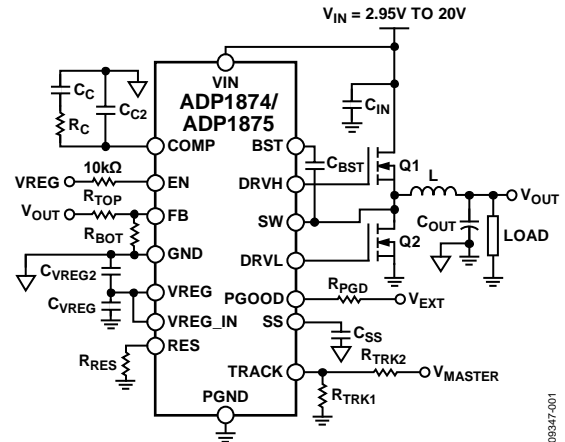 VIN = 2.95V TO 20V
VIN
ADP1874/
ADP1875
CC
CC2
RC
CIN
COMP
BST
CBST
Q1
10kΩ
VREG
EN
DRVH
L
VOUT
RTOP
VOUT
FB
SW
COUT
LOAD
RBOT
Q2
GND
DRVL
CVREG2
RPGD
VREG
PGOOD
VEXT
CVREG
VREG_IN
SS
CSS
RES
RRES
TRACK
RTRK2
VMASTER
RTRK1
PGND
09347-001